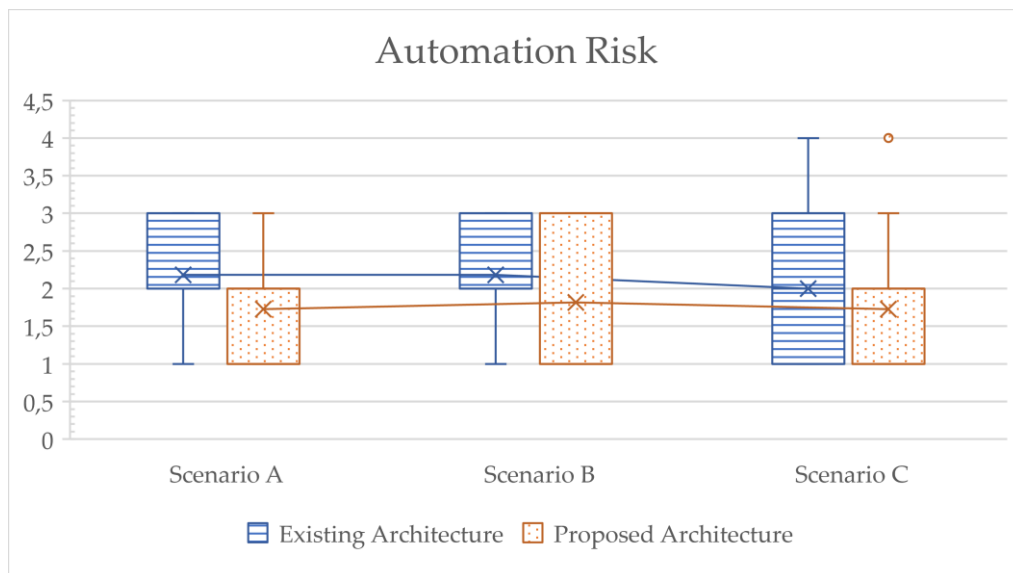 Automation Risk
4,5
4
3,5
3
2,5
2
1,5
1
0,5
0
Scenario A
Scenario B
Scenario C
Existing Architecture
Proposed Architecture